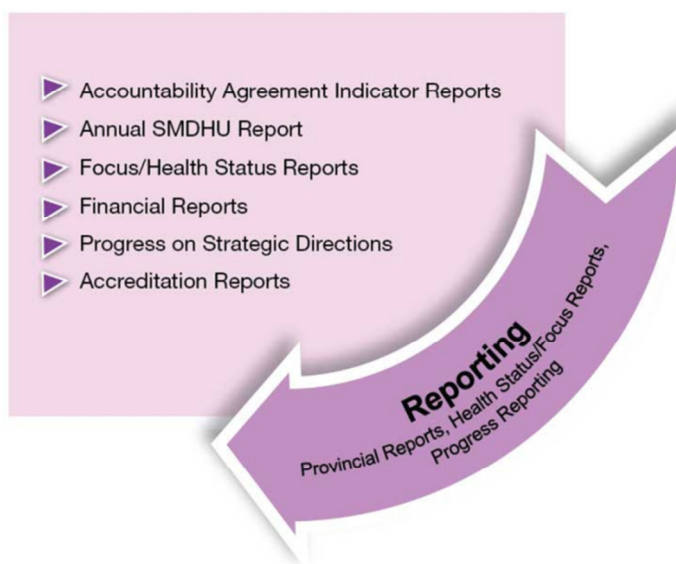 Accountability Agreement Indicator Reports
Annual SMDHU Report
Focus/Health Status Reports
Financial Reports
Progress on Strategic Directions
Accreditation Reports
Reporting
Provincial Reports, Health Status/Focus Reports,
Progress Reporting